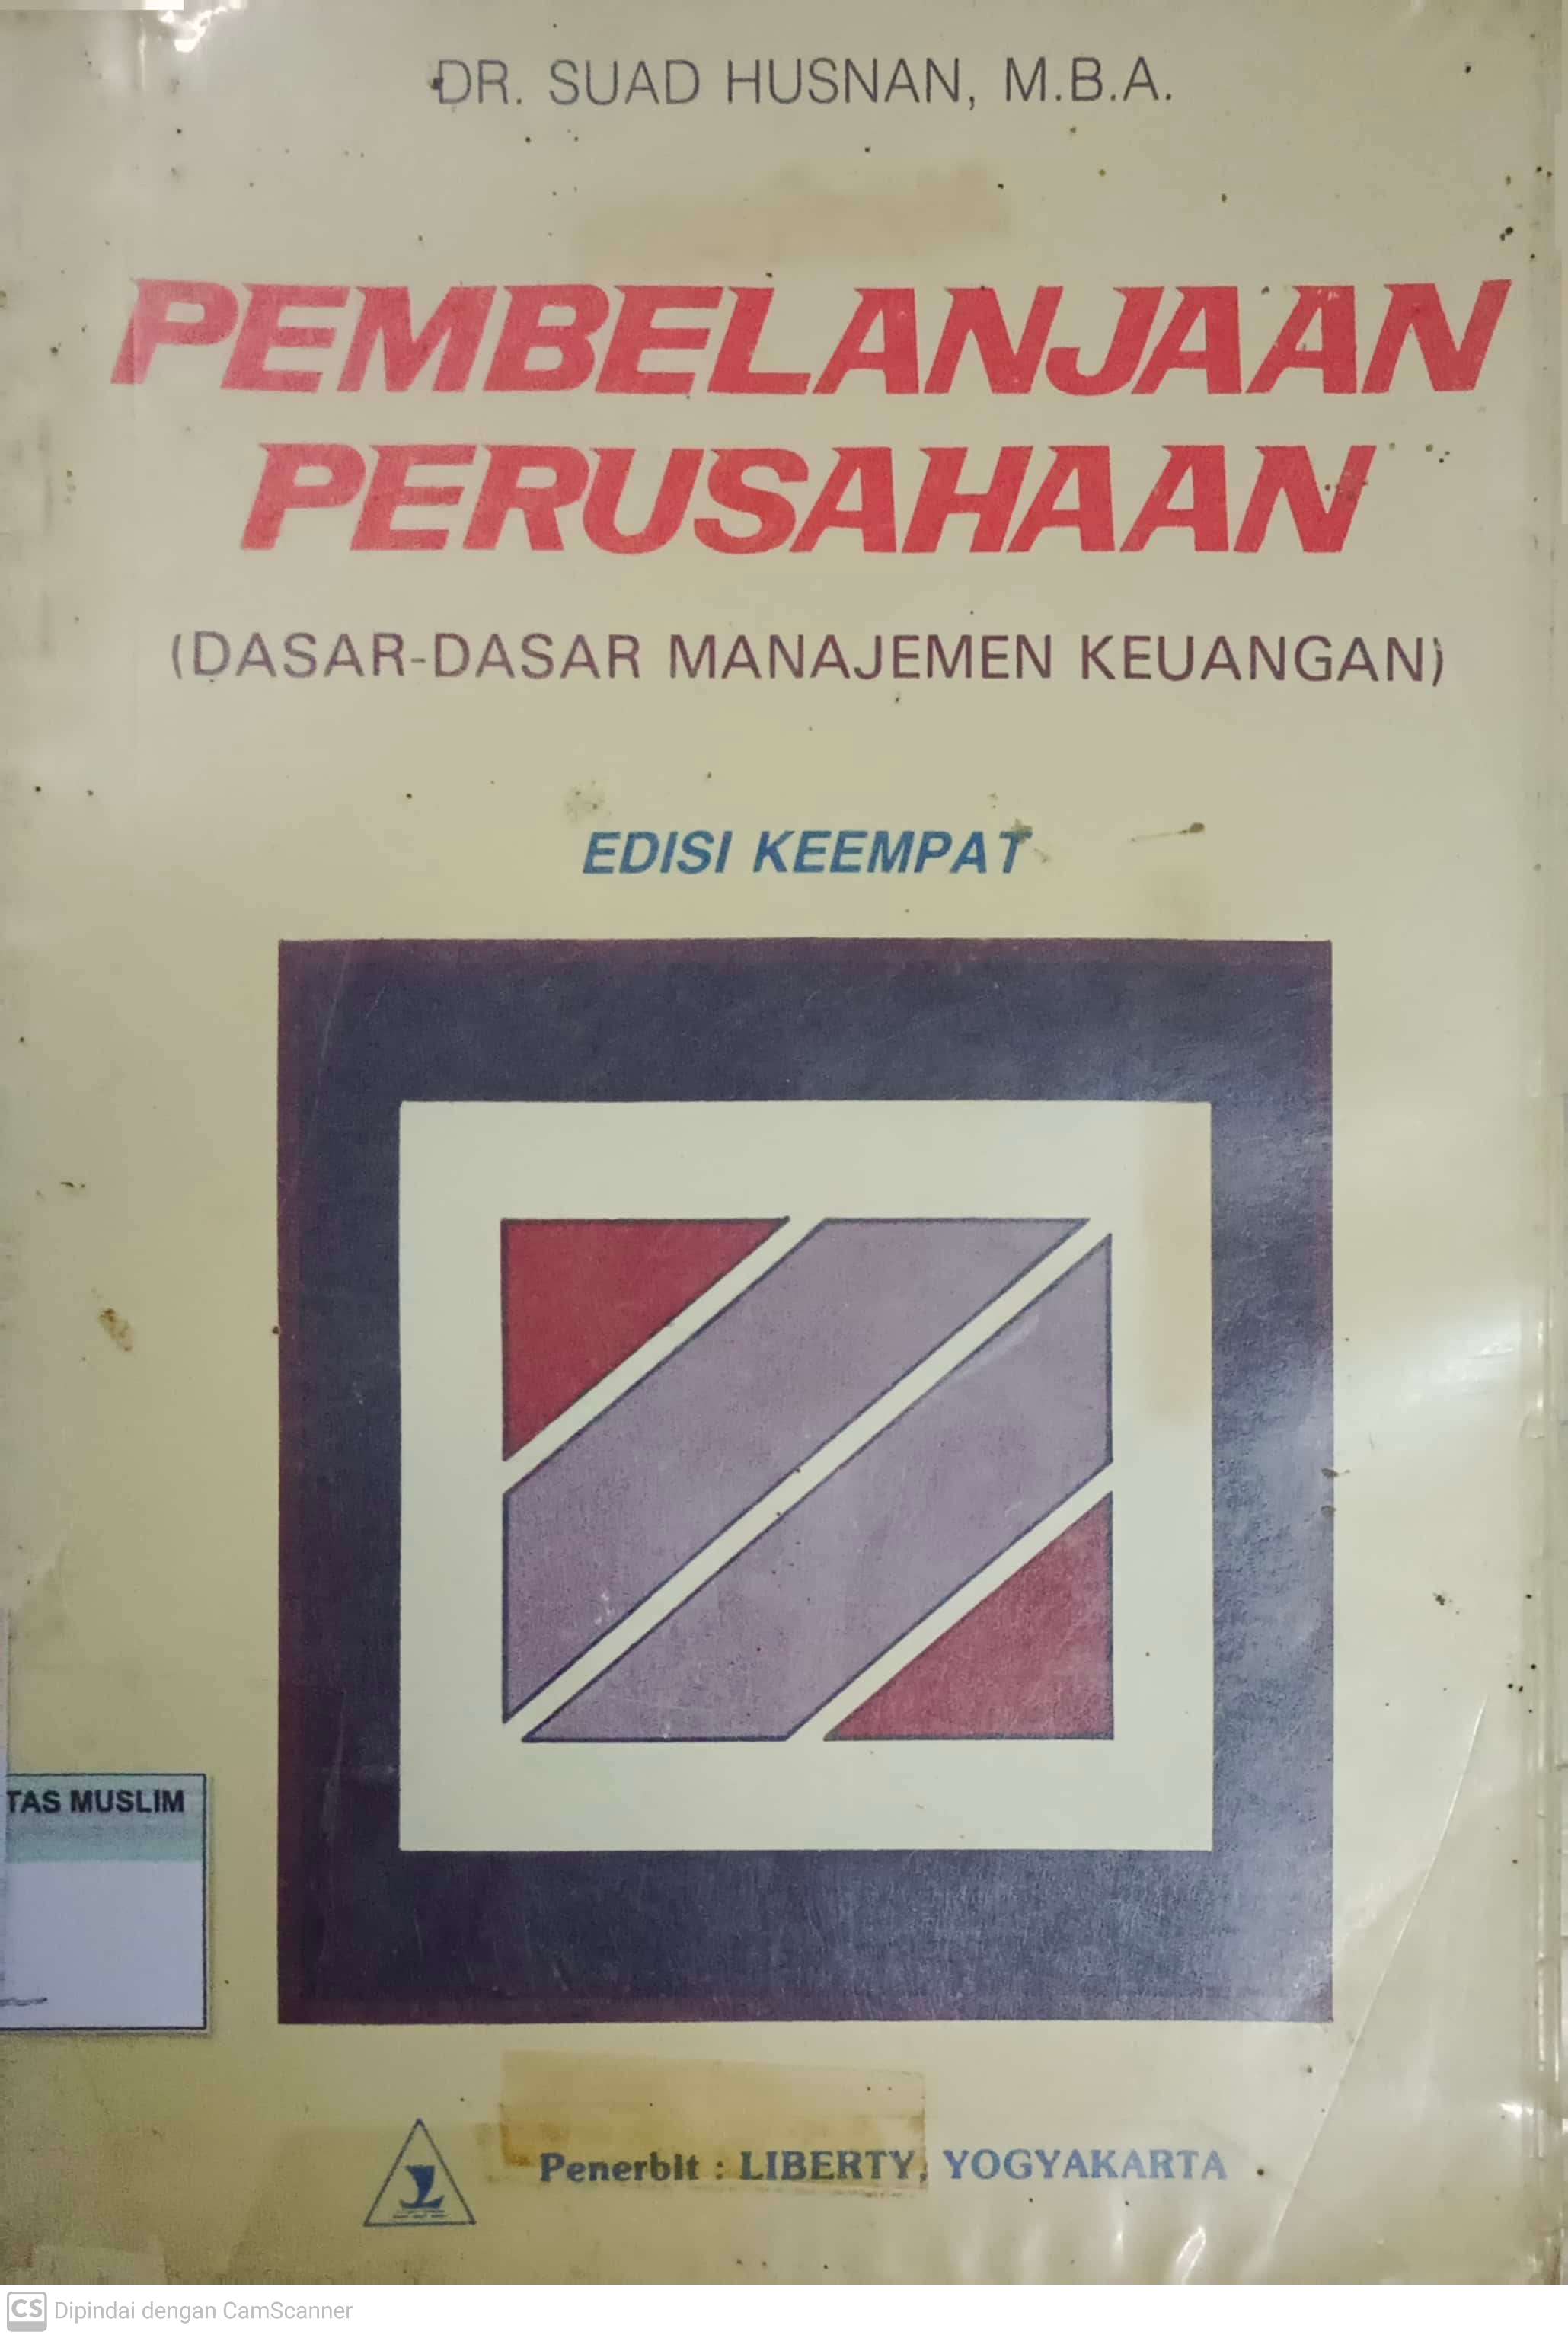 DR. SUAD HUSNAN, M.B.A.
PEMBELANJAAN
PERUSAHAAN
(DASAR-DASAR MANAJEMEN KEUANGAN)
EDISI KEEMPAT
TAS MUSLIM
Penerbit : LIBERTY, YOGYAKARTA
CS Dipindai dengan CamScanner